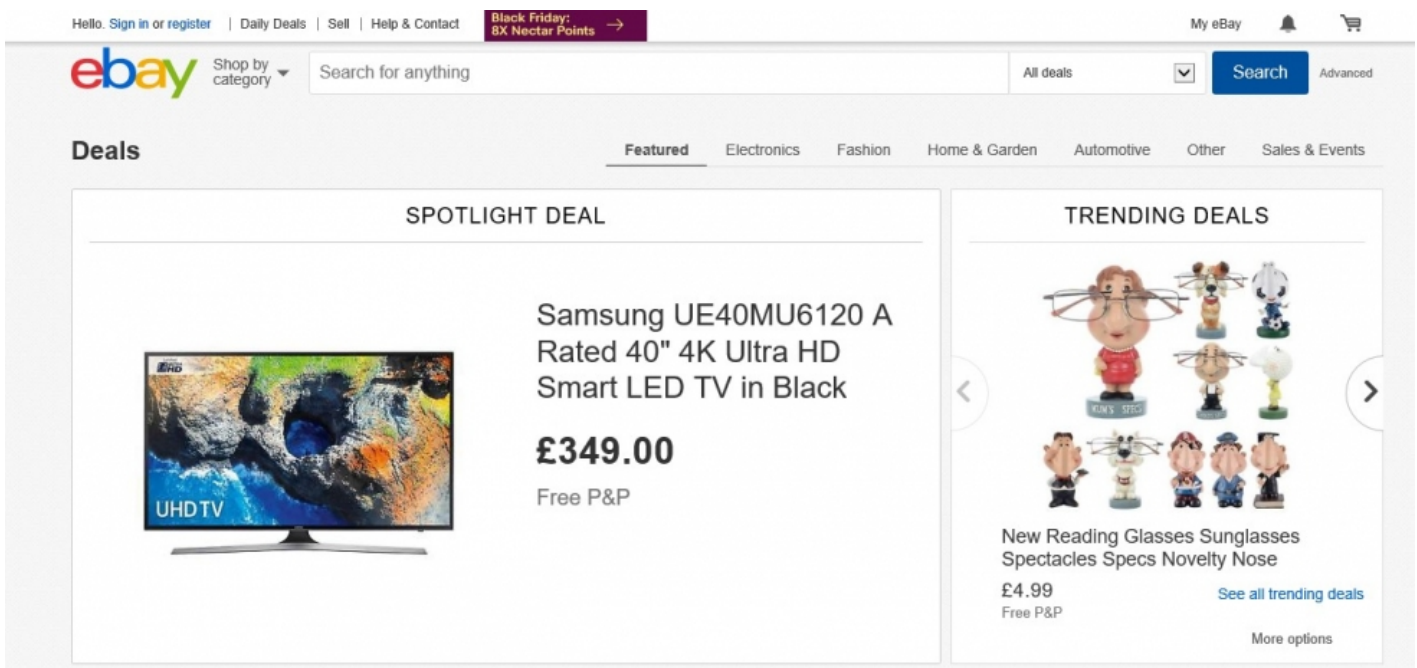 Hello. Sign in or register | Daily Deals | Sell | Help & Contact
Black Friday:
8X Nectar Points →
My eBay
ebay
Shop by
category
Search for anything
All deals
Search
Advanced
Deals
Featured
Electronics
Fashion
Home & Garden
Automotive
Other
Sales & Events
SPOTLIGHT DEAL
UHD
UHDTV
Samsung UE40MU6120 A
Rated 40" 4K Ultra HD
Smart LED TV in Black
£349.00
Free P&P
TRENDING DEALS
MUM'S SPECS
New Reading Glasses Sunglasses
Spectacles Specs Novelty Nose
£4.99
Free P&P
See all trending deals
More options